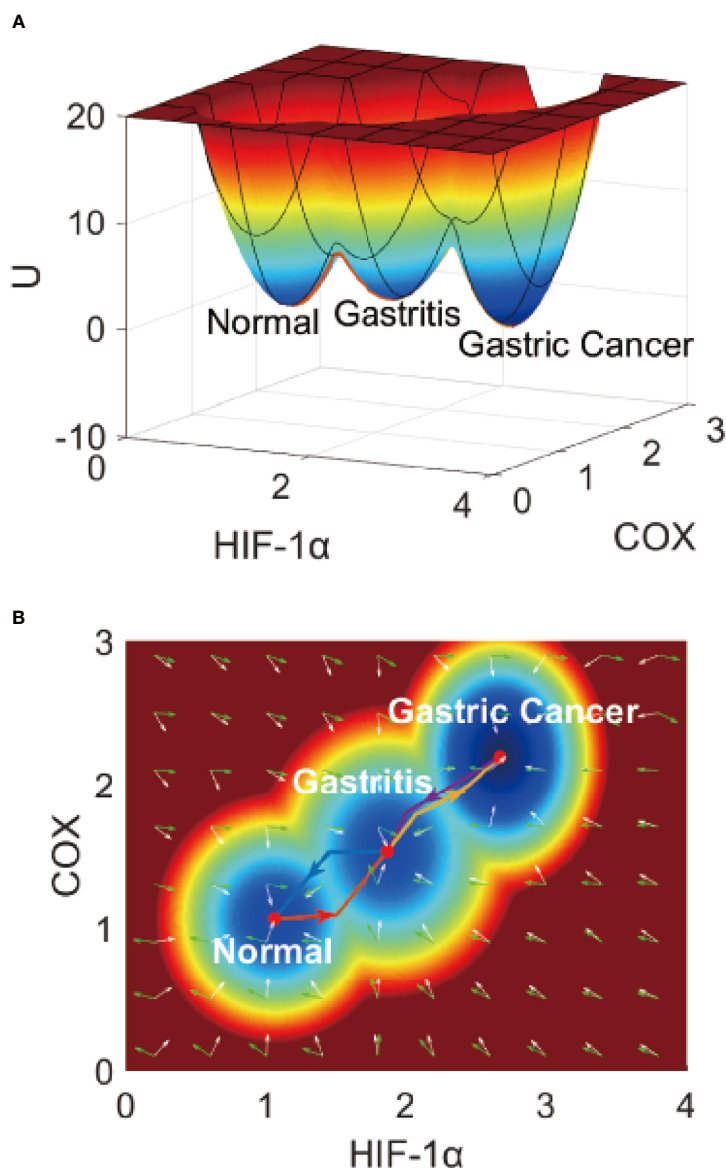 A
20
10
0
-10
U
Normal
Gastritis
Gastric Cancer
0
2
4
HIF-1α
0
1
2
3
COX
B
3
2
1
0
COX
Gastric Cancer
Gastritis
Normal
0
1
2
3
4
HIF-1α